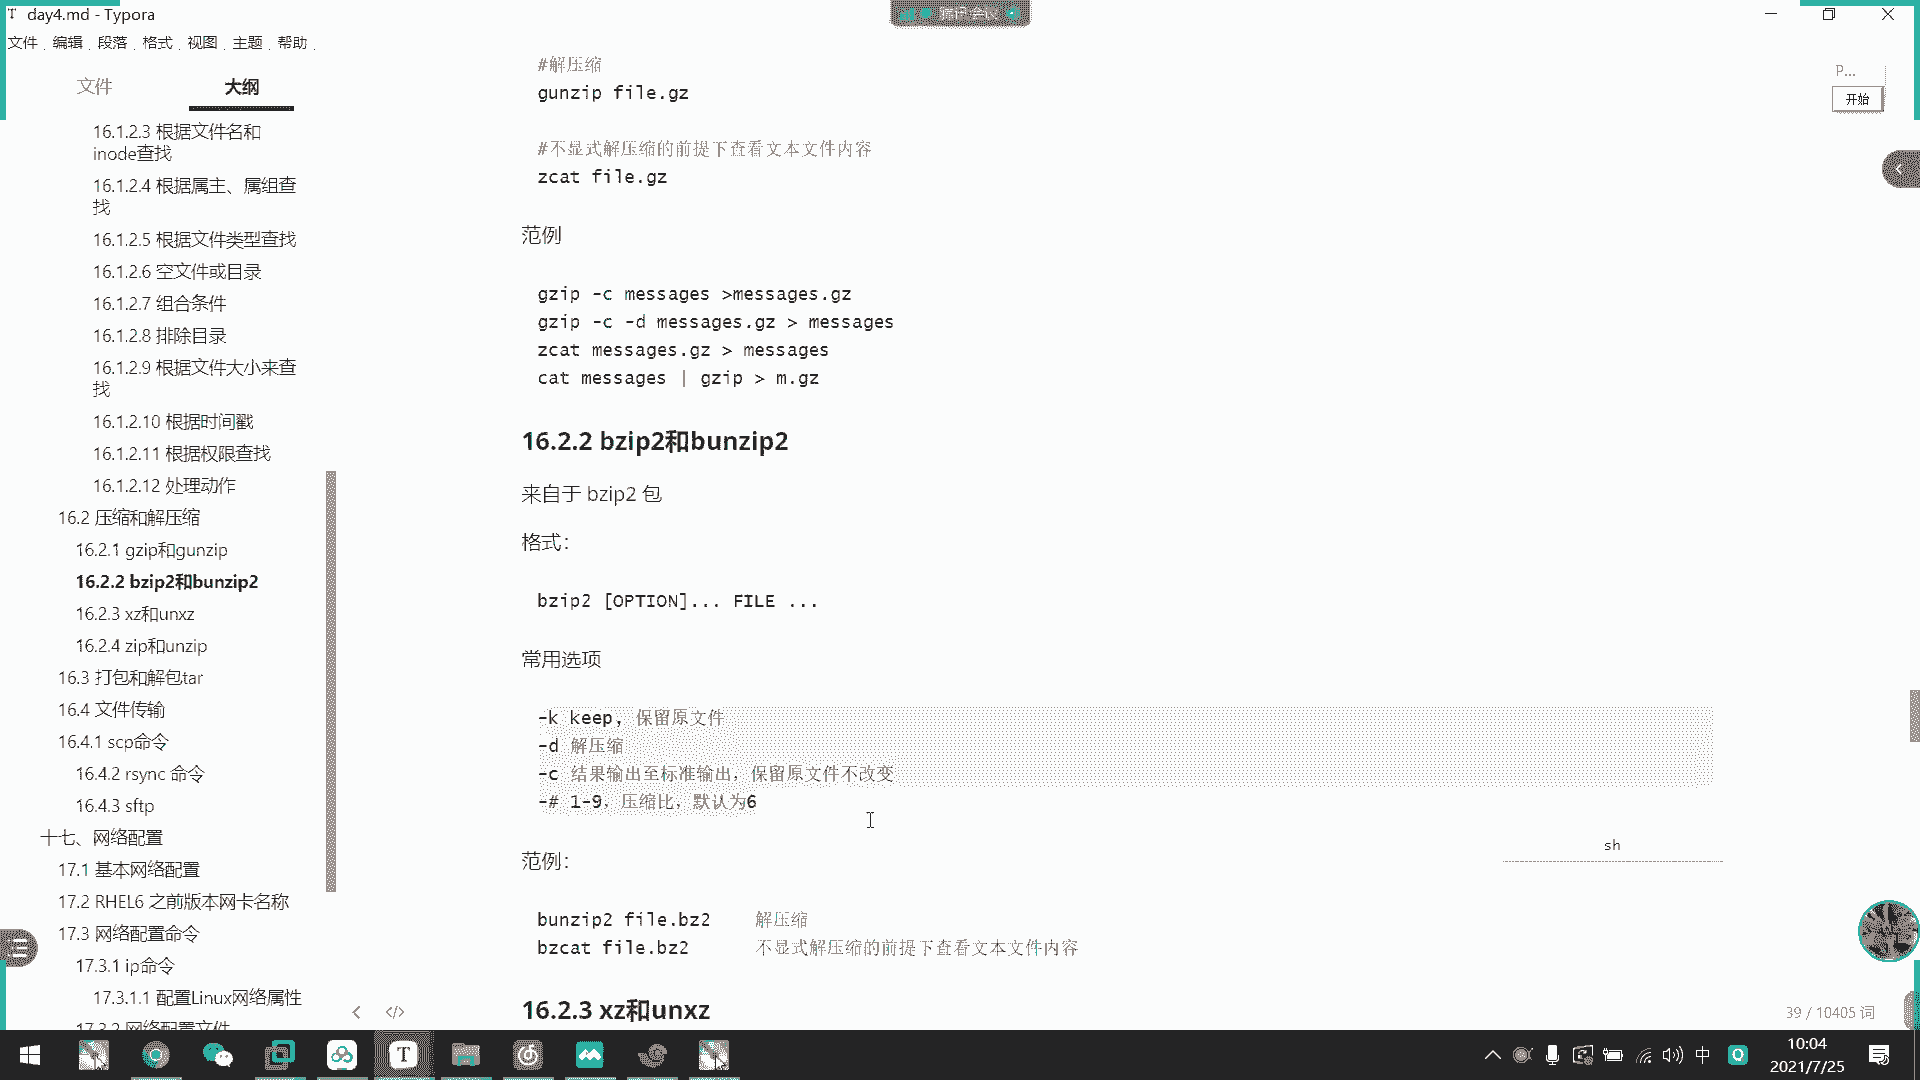 day4.md - Typora
腾讯会议
文件 编辑 段落 格式 视图 主题 帮助
文件 大纲
16.1.2.3 根据文件名和
inode查找
16.1.2.4 根据属主、属组查
找
16.1.2.5 根据文件类型查找
16.1.2.6 空文件或目录
16.1.2.7 组合条件
16.1.2.8 排除目录
16.1.2.9 根据文件大小来查
找
16.1.2.10 根据时间戳
16.1.2.11 根据权限查找
16.1.2.12 处理动作
16.2 压缩和解压缩
16.2.1 gzip和gunzip
16.2.2 bzip2和bunzip2
16.2.3 xz和unxz
16.2.4 zip和unzip
16.3 打包和解包tar
16.4 文件传输
16.4.1 scp命令
16.4.2 rsync 命令
16.4.3 sftp
十七、网络配置
17.1 基本网络配置
17.2 RHEL6 之前版本网卡名称
17.3 网络配置命令
17.3.1 ip命令
17.3.1.1 配置Linux网络属性
17.3.2 网络配置文件
#解压缩
gunzip file.gz
#不显式解压缩的前提下查看文本文件内容
zcat file.gz
范例
gzip -c messages >messages.gz
gzip -c -d messages.gz > messages
zcat messages.gz > messages
cat messages | gzip > m.gz
16.2.2 bzip2和bunzip2
来自于 bzip2 包
格式：
bzip2 [OPTION]... FILE ...
常用选项
-k keep, 保留原文件
-d 解压缩
-c 结果输出至标准输出，保留原文件不改变
-# 1-9，压缩比，默认为6
sh
范例：
bunzip2 file.bz2 解压缩
bzcat file.bz2 不显式解压缩的前提下查看文本文件内容
16.2.3 xz和unxz
P...
开始
39 / 10405 词
中
10:04
2021/7/25